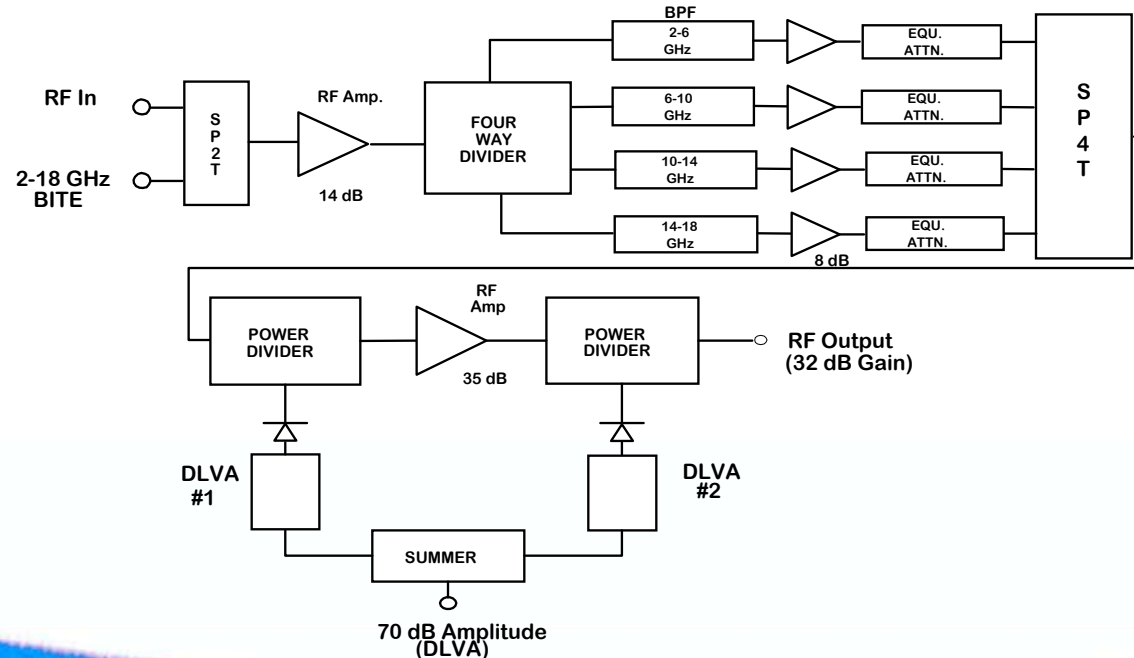 BPF
2-6
GHz
EQU.
ATTN.
RF In
RF Amp.
14 dB
2-18 GHz
BITE
S
P
2
T
FOUR
WAY
DIVIDER
6-10
GHz
EQU.
ATTN.
10-14
GHz
EQU.
ATTN.
14-18
GHz
8 dB
EQU.
ATTN.
S
P
4
T
POWER
DIVIDER
RF
Amp
35 dB
POWER
DIVIDER
RF Output
(32 dB Gain)
DLVA
#1
DLVA
#2
SUMMER
70 dB Amplitude
(DLVA)